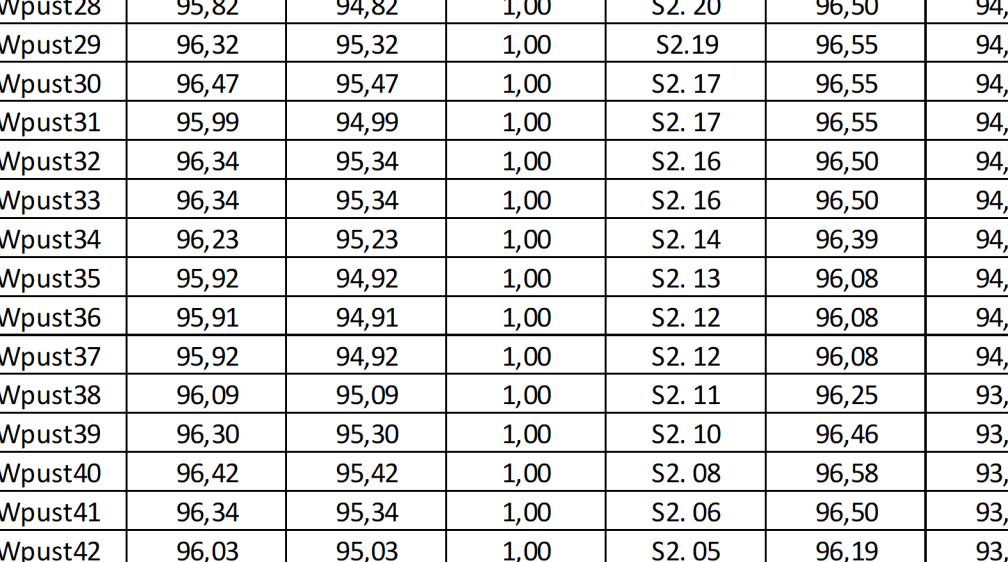 Wpust28 95,82 94,82 1,00 S2. 20 96,50 94,
Wpust29 96,32 95,32 1,00 S2.19 96,55 94,
Wpust30 96,47 95,47 1,00 S2. 17 96,55 94,
Wpust31 95,99 94,99 1,00 S2. 17 96,55 94,
Wpust32 96,34 95,34 1,00 S2. 16 96,50 94,
Wpust33 96,34 95,34 1,00 S2. 16 96,50 94,
Wpust34 96,23 95,23 1,00 S2. 14 96,39 94,
Wpust35 95,92 94,92 1,00 S2. 13 96,08 94,
Wpust36 95,91 94,91 1,00 S2. 12 96,08 94,
Wpust37 95,92 94,92 1,00 S2. 12 96,08 94,
Wpust38 96,09 95,09 1,00 S2. 11 96,25 93,
Wpust39 96,30 95,30 1,00 S2. 10 96,46 93,
Wpust40 96,42 95,42 1,00 S2. 08 96,58 93,
Wpust41 96,34 95,34 1,00 S2. 06 96,50 93,
Wpust42 96,03 95,03 1,00 S2. 05 96,19 93,